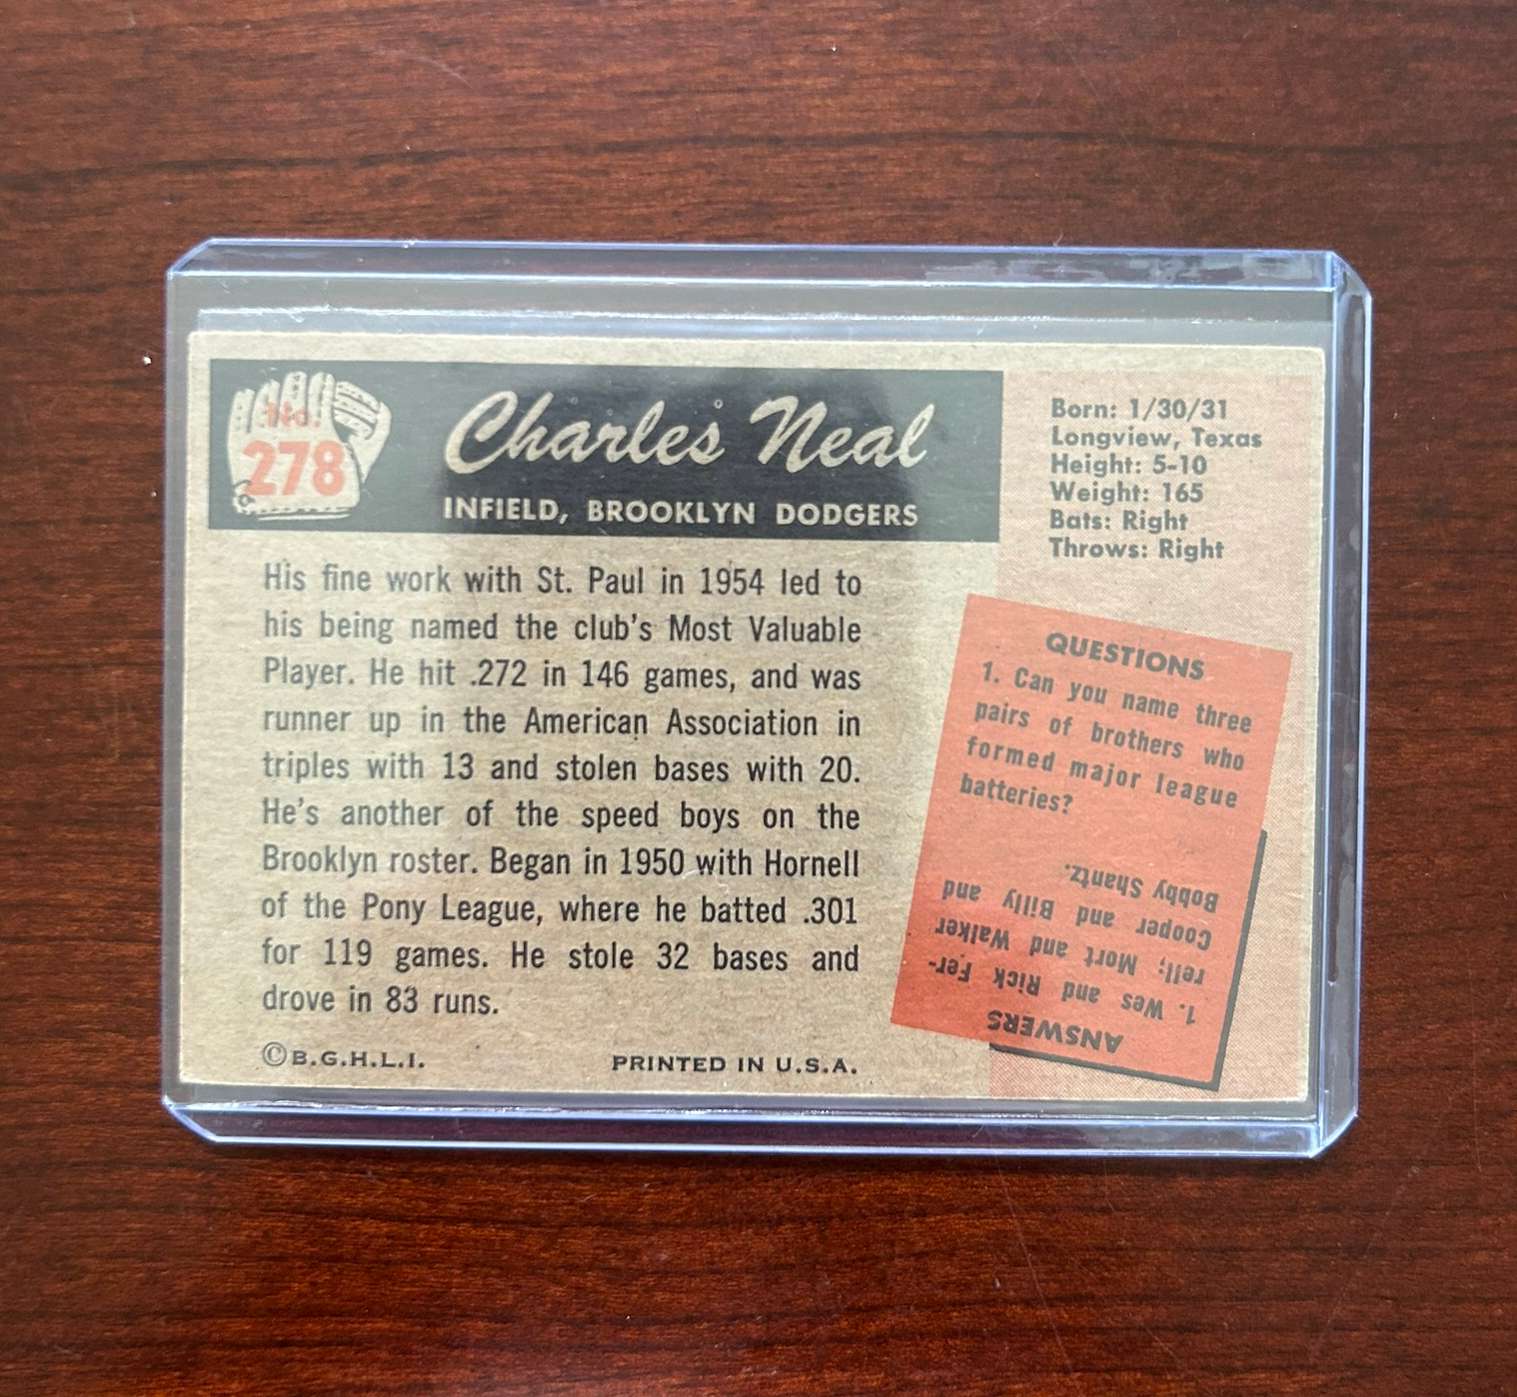 No.
278
Charles Neal
INFIELD, BROOKLYN DODGERS
Born: 1/30/31
Longview, Texas
Height: 5-10
Weight: 165
Bats: Right
Throws: Right
His fine work with St. Paul in 1954 led to
his being named the club's Most Valuable
Player. He hit .272 in 146 games, and was
runner up in the American Association in
triples with 13 and stolen bases with 20.
He's another of the speed boys on the
Brooklyn roster. Began in 1950 with Hornell
of the Pony League, where he batted .301
for 119 games. He stole 32 bases and
drove in 83 runs.
©B.G.H.L.I.
PRINTED IN U.S.A.
QUESTIONS
1. Can you name three
pairs of brothers who
formed major league
batteries?
ANSWERS
1. Wes and Rick Fer-
rell; Mort and Walker
Cooper and Billy and
Bobby Shantz.